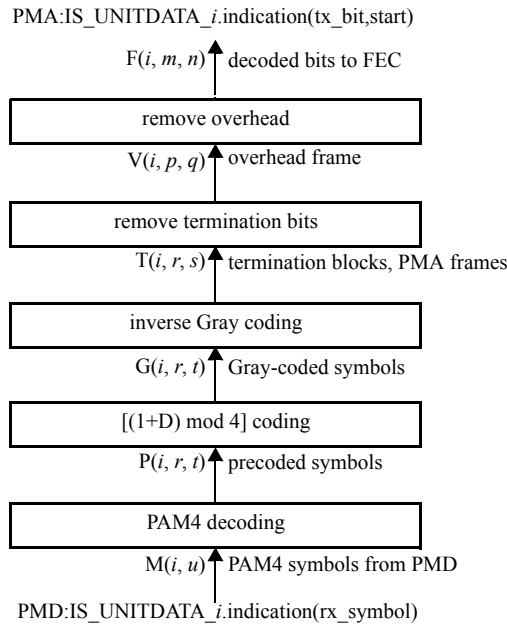 PMA:IS_UNITDATA_i.indication(tx_bit,start)
F(i, m, n) decoded bits to FEC
remove overhead
V(i, p, q) overhead frame
remove termination bits
T(i, r, s) termination blocks, PMA frames
inverse Gray coding
G(i, r, t) Gray-coded symbols
[(1+D) mod 4] coding
P(i, r, t) precoded symbols
PAM4 decoding
M(i, u) PAM4 symbols from PMD
PMD:IS_UNITDATA_i.indication(rx_symbol)